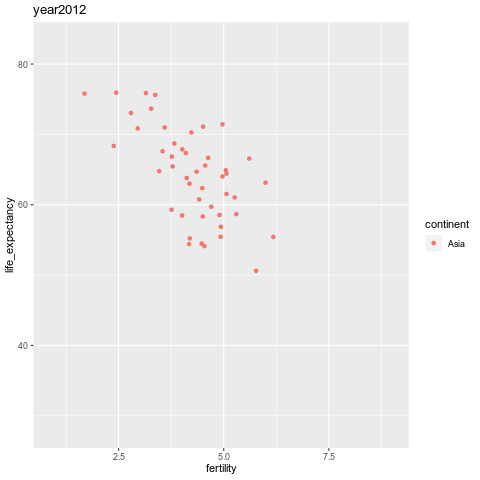 year2012
80
60
40
life_expectancy
2.5 5.0 7.5
fertility
continent
Asia